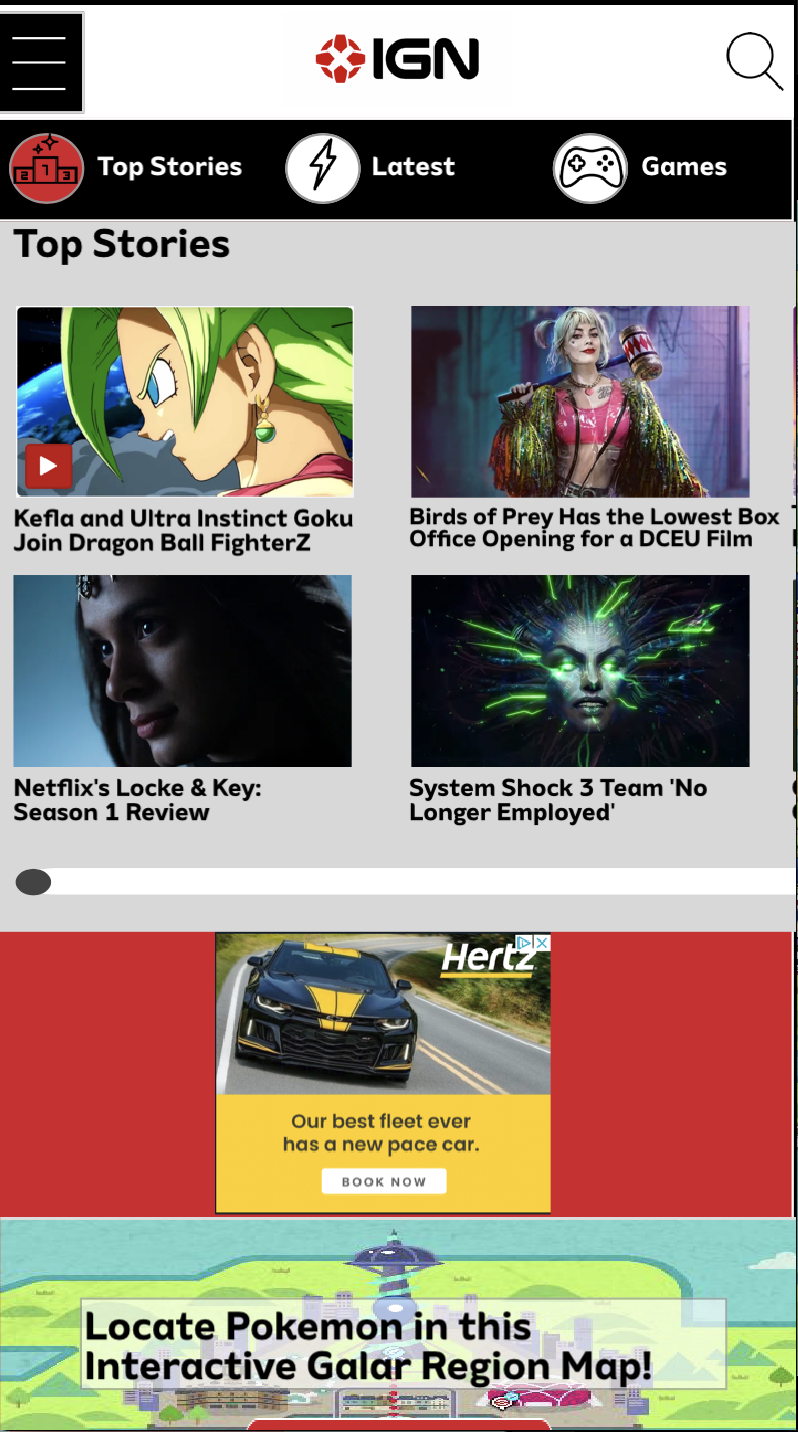 IGN
Top Stories
Latest
Games
Top Stories
Kefla and Ultra Instinct Goku
Join Dragon Ball FighterZ
Birds of Prey Has the Lowest Box
Office Opening for a DCEU Film
Netflix's Locke & Key:
Season 1 Review
System Shock 3 Team 'No
Longer Employed'
Hertz
Our best fleet ever
has a new pace car.
BOOK NOW
Locate Pokemon in this
Interactive Galar Region Map!